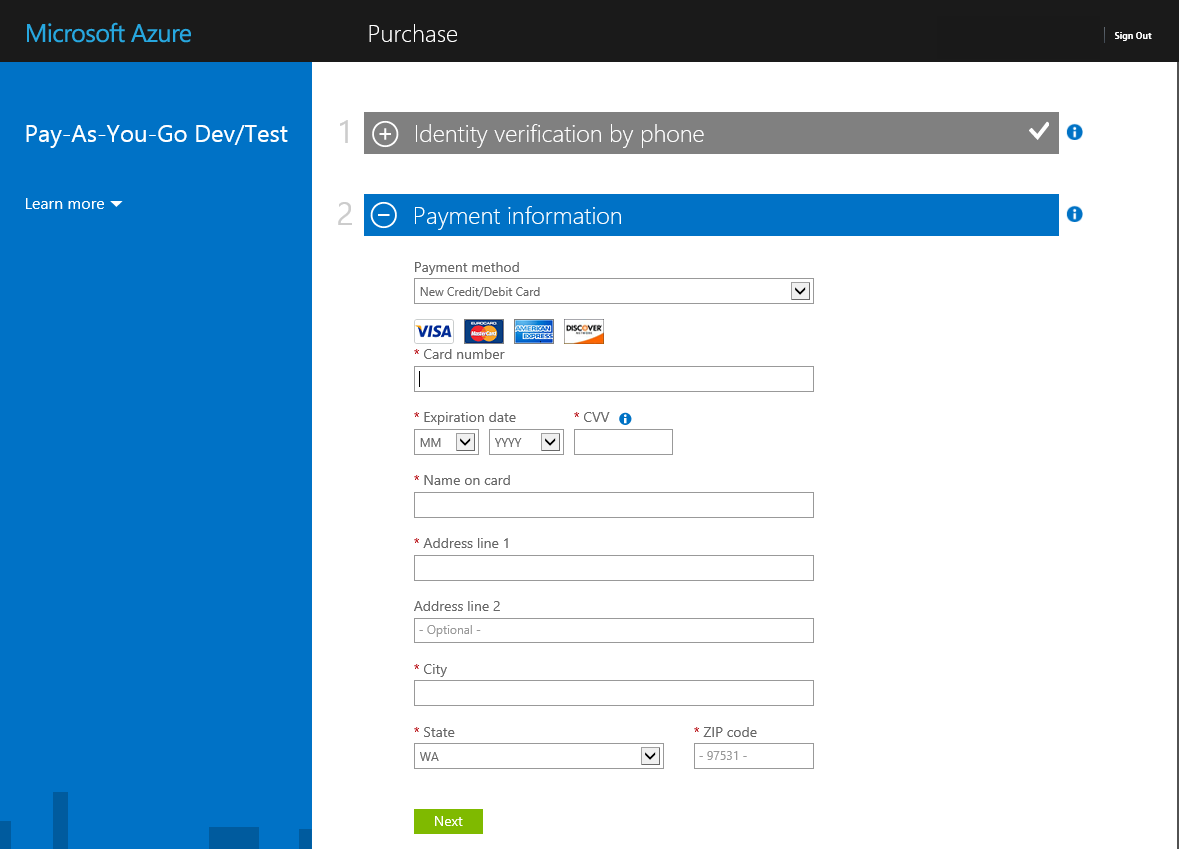 Microsoft Azure
Purchase
Sign Out
Pay-As-You-Go Dev/Test
Learn more
1 Identity verification by phone
2 Payment information
Payment method
New Credit/Debit Card
VISA EUROCARD MasterCard AMERICAN EXPRESS DISCOVER
* Card number
* Expiration date * CVV
MM YYYY
* Name on card
* Address line 1
Address line 2
- Optional -
* City
* State * ZIP code
WA - 97531 -
Next